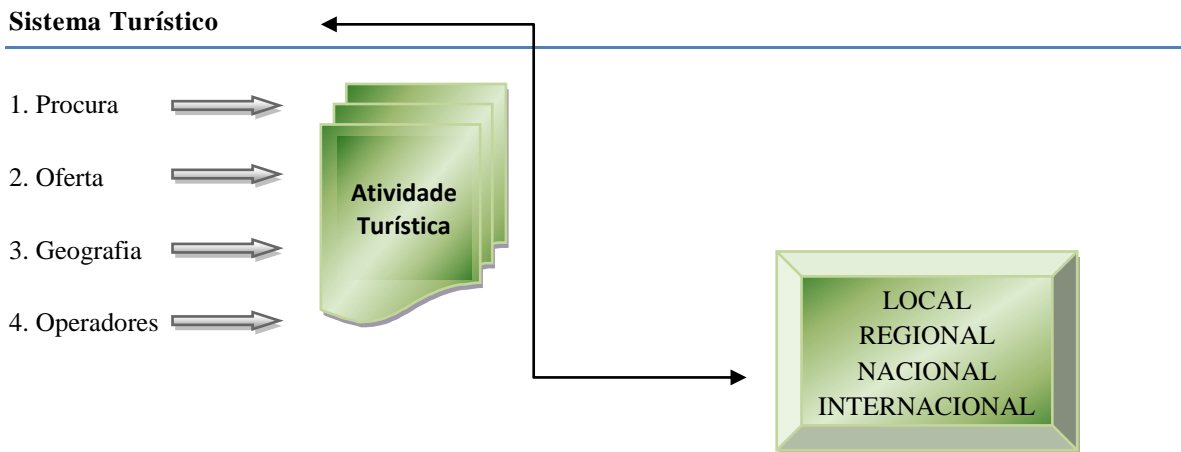 Sistema Turístico
1. Procura
2. Oferta
3. Geografia
4. Operadores
Atividade
Turística
LOCAL
REGIONAL
NACIONAL
INTERNACIONAL